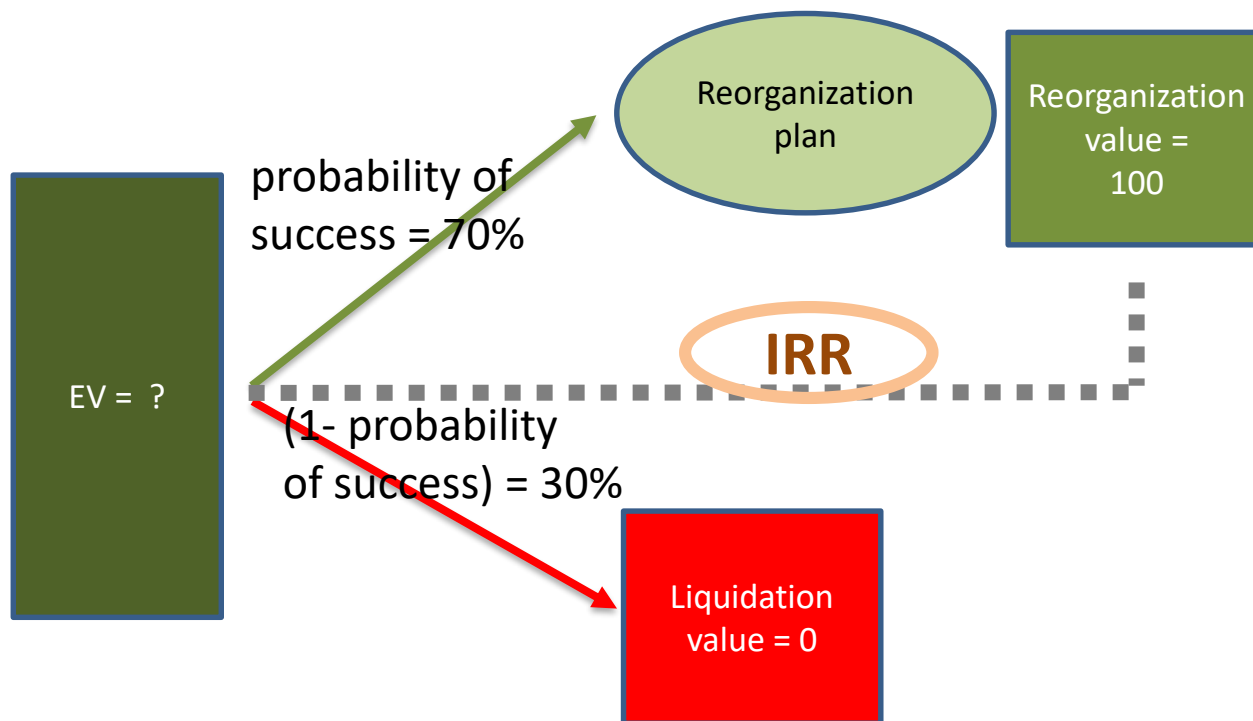 Reorganization
plan
Reorganization
value =
100
probability of
success = 70%
EV =  ?
IRR
(1- probability
of success) = 30%
Liquidation
value = 0